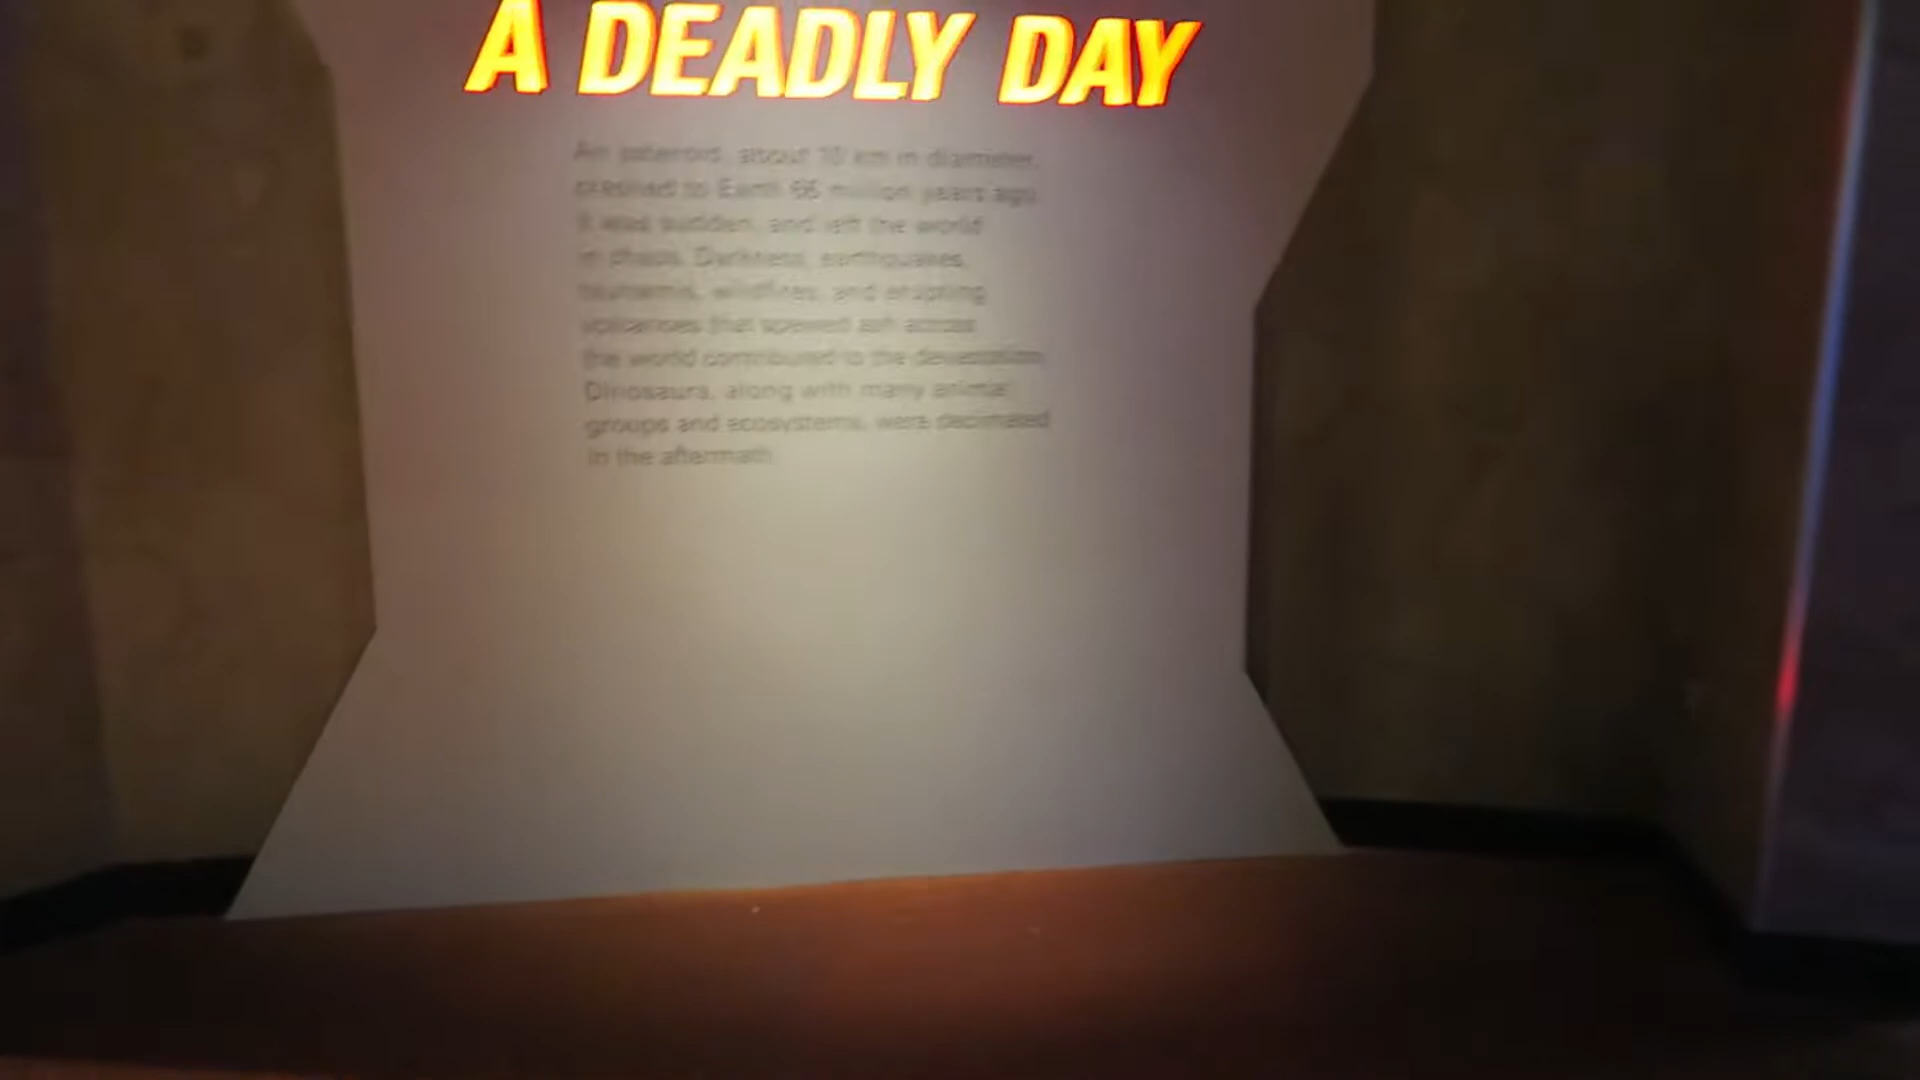 A DEADLY DAY
An asteroid, about 10 km in diameter,
crashed to Earth 66 million years ago.
It was sudden, and left the world
in chaos. Darkness, earthquakes,
tsunamis, wildfires, and erupting
volcanoes that spewed ash across
the world contributed to the devastation.
Dinosaurs, along with many animal
groups and ecosystems, were decimated
in the aftermath.